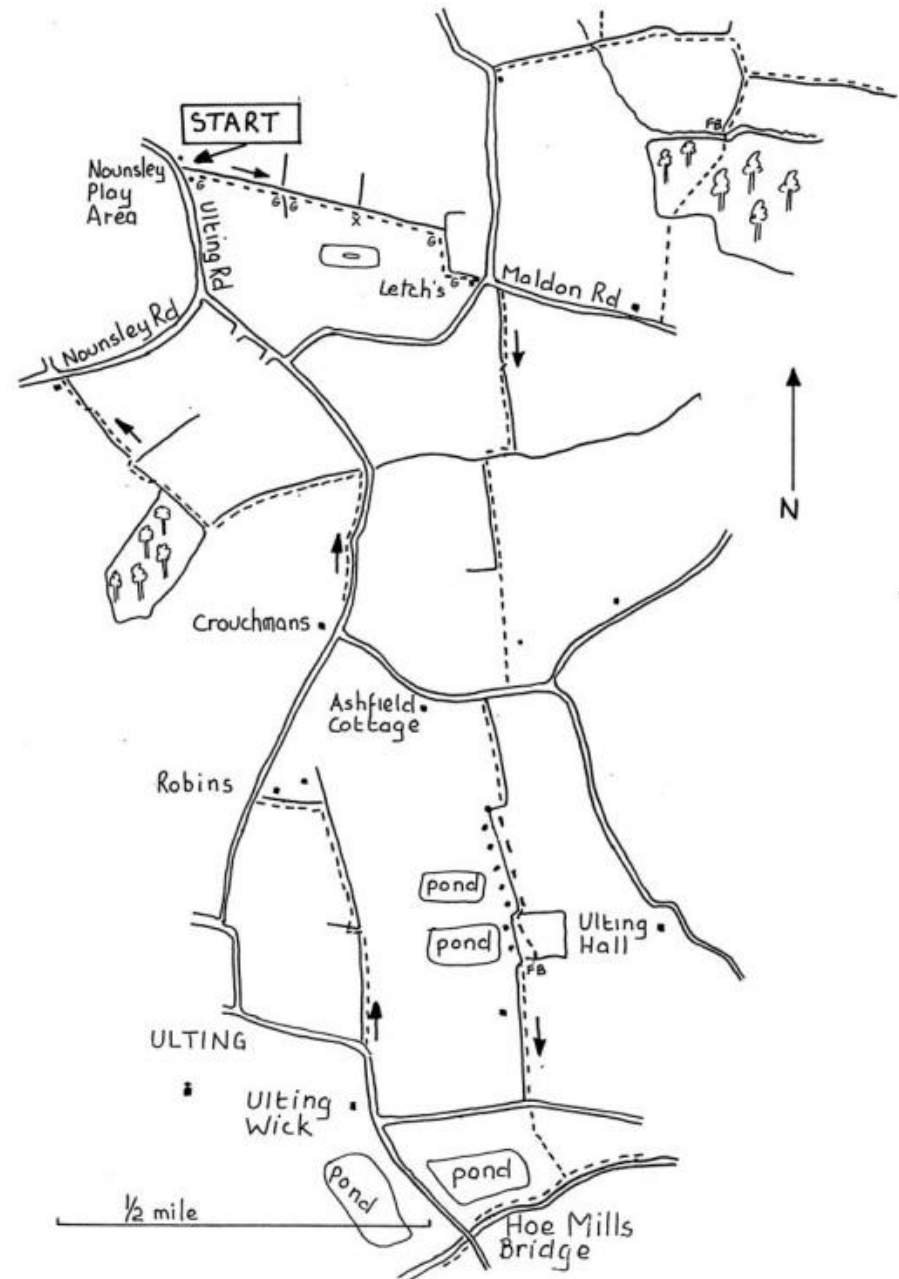 START
Nounsley
Play
Area
G
G
G
X
G
G
Ulting Rd
FB
Letch's
Maldon Rd
Nounsley Rd
N
Crouchmans
Ashfield
Cottage
Robins
pond
pond
Ulting
Hall
FB
ULTING
Ulting
Wick
pond
pond
1/2 mile
Hoe Mills
Bridge